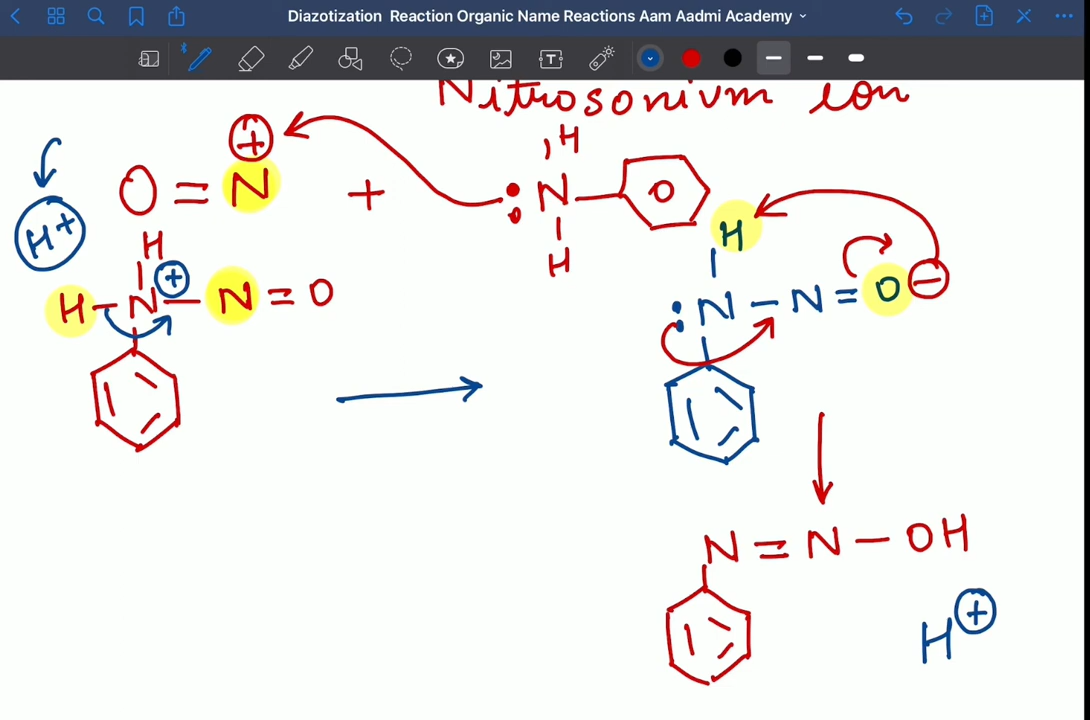 Diazotization Reaction Organic Name Reactions Aam Aadmi Academy
T
Nitrosonium ion
+
H
O = N + : N
H+
H
H
H
H
+
H - N - N = O
: N - N = O -
N = N - OH
H +